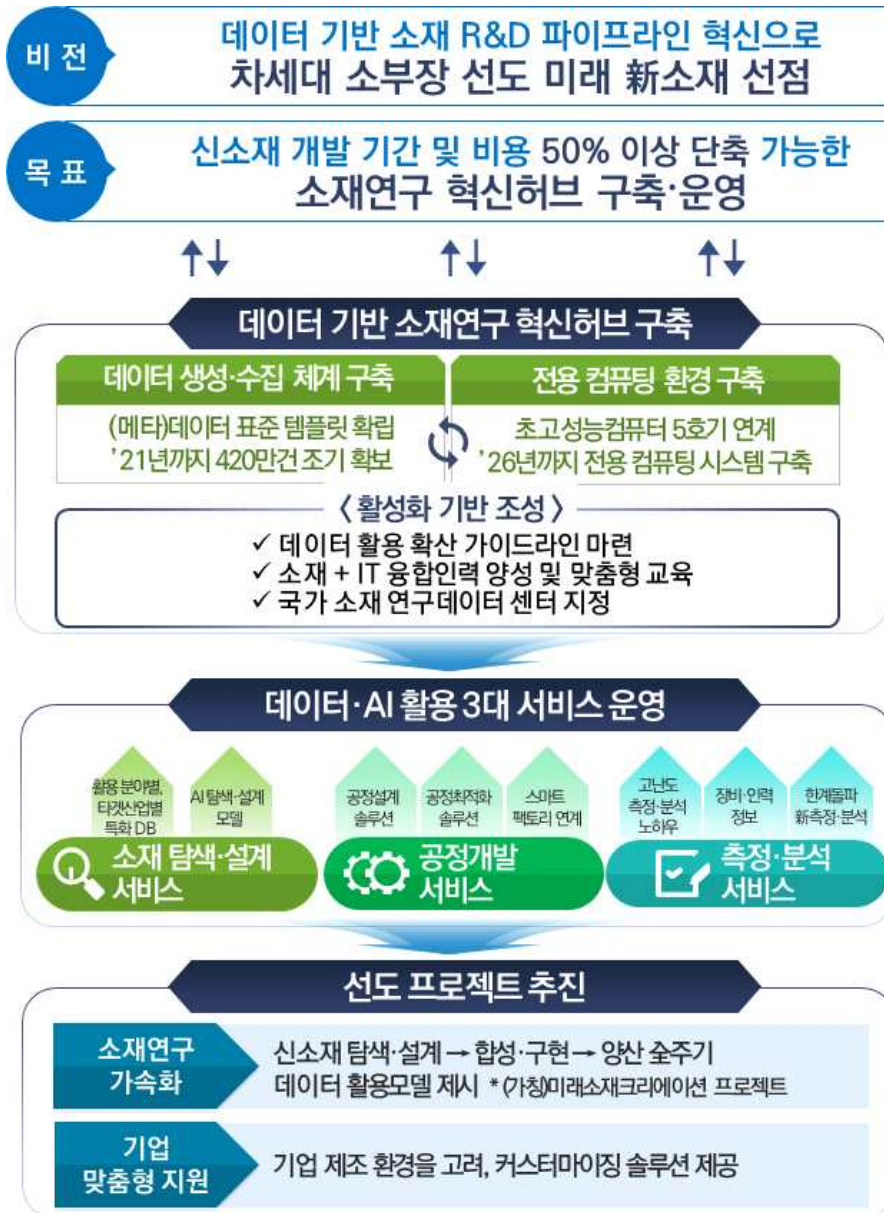 비 전
데이터 기반 소재 R&D 파이프라인 혁신으로
차세대 소부장 선도 미래 新소재 선점
목 표
신소재 개발 기간 및 비용 50% 이상 단축 가능한
소재연구 혁신허브 구축·운영
데이터 기반 소재연구 혁신허브 구축
데이터 생성·수집 체계 구축
(메타)데이터 표준 템플릿 확립
'21년까지 420만건 조기 확보
전용 컴퓨팅 환경 구축
초고성능컴퓨터 5호기 연계
'26년까지 전용 컴퓨팅 시스템 구축
〈 활성화 기반 조성 〉
✓ 데이터 활용 확산 가이드라인 마련
✓ 소재 + IT 융합인력 양성 및 맞춤형 교육
✓ 국가 소재 연구데이터 센터 지정
데이터·AI 활용 3대 서비스 운영
활용 분야별,
타겟산업별
특화 DB
AI 탐색·설계
모델
소재 탐색·설계
서비스
공정설계
솔루션
공정최적화
솔루션
스마트
팩토리 연계
공정개발
서비스
고난도
측정·분석
노하우
장비·인력
정보
한계돌파
新측정·분석
측정·분석
서비스
선도 프로젝트 추진
소재연구
가속화
신소재 탐색·설계 → 합성·구현 → 양산 全주기
데이터 활용모델 제시 * (가칭)미래소재크리에이션 프로젝트
기업
맞춤형 지원
기업 제조 환경을 고려, 커스터마이징 솔루션 제공